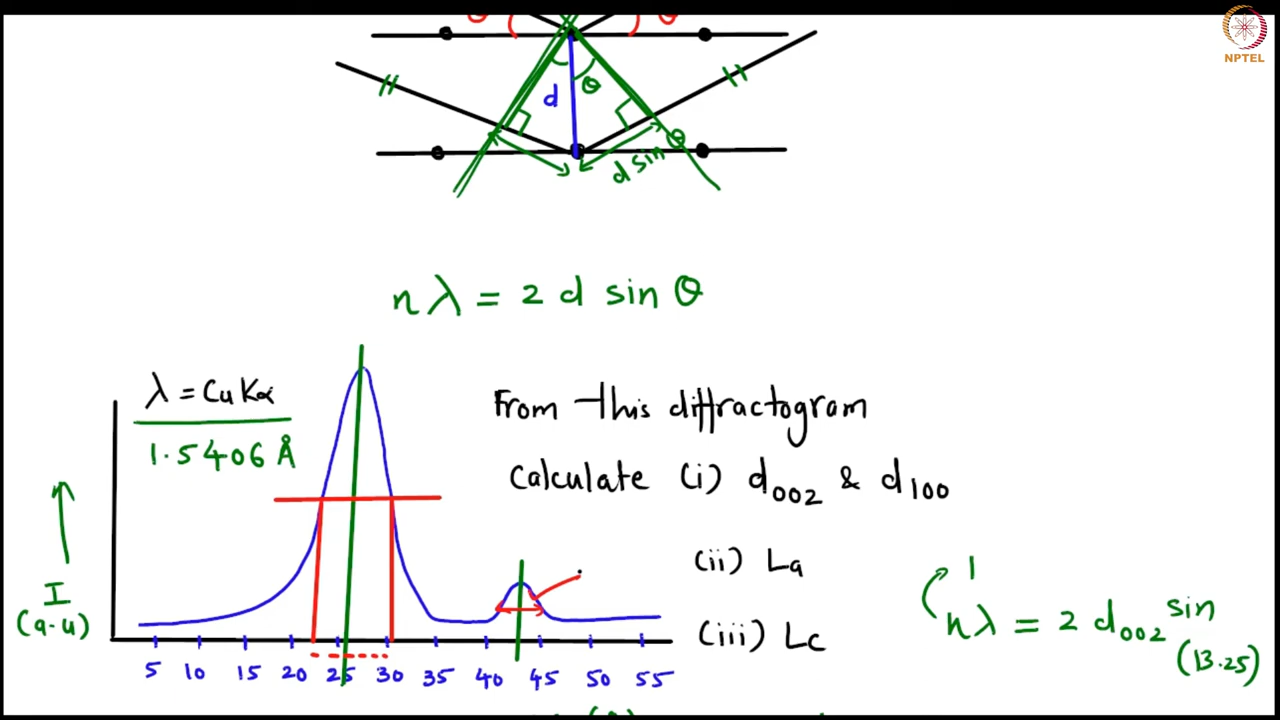 NPTEL
θ θ
d θ
d sin θ
n λ = 2 d sin θ
λ = Cu Kα
1.5406 Å
From this diffractogram
Calculate (i) d002 & d100
(ii) La
(iii) Lc
1
nλ = 2 d002 sin
(13.25)
I
(a.u)
5 10 15 20 25 30 35 40 45 50 55
(θ)